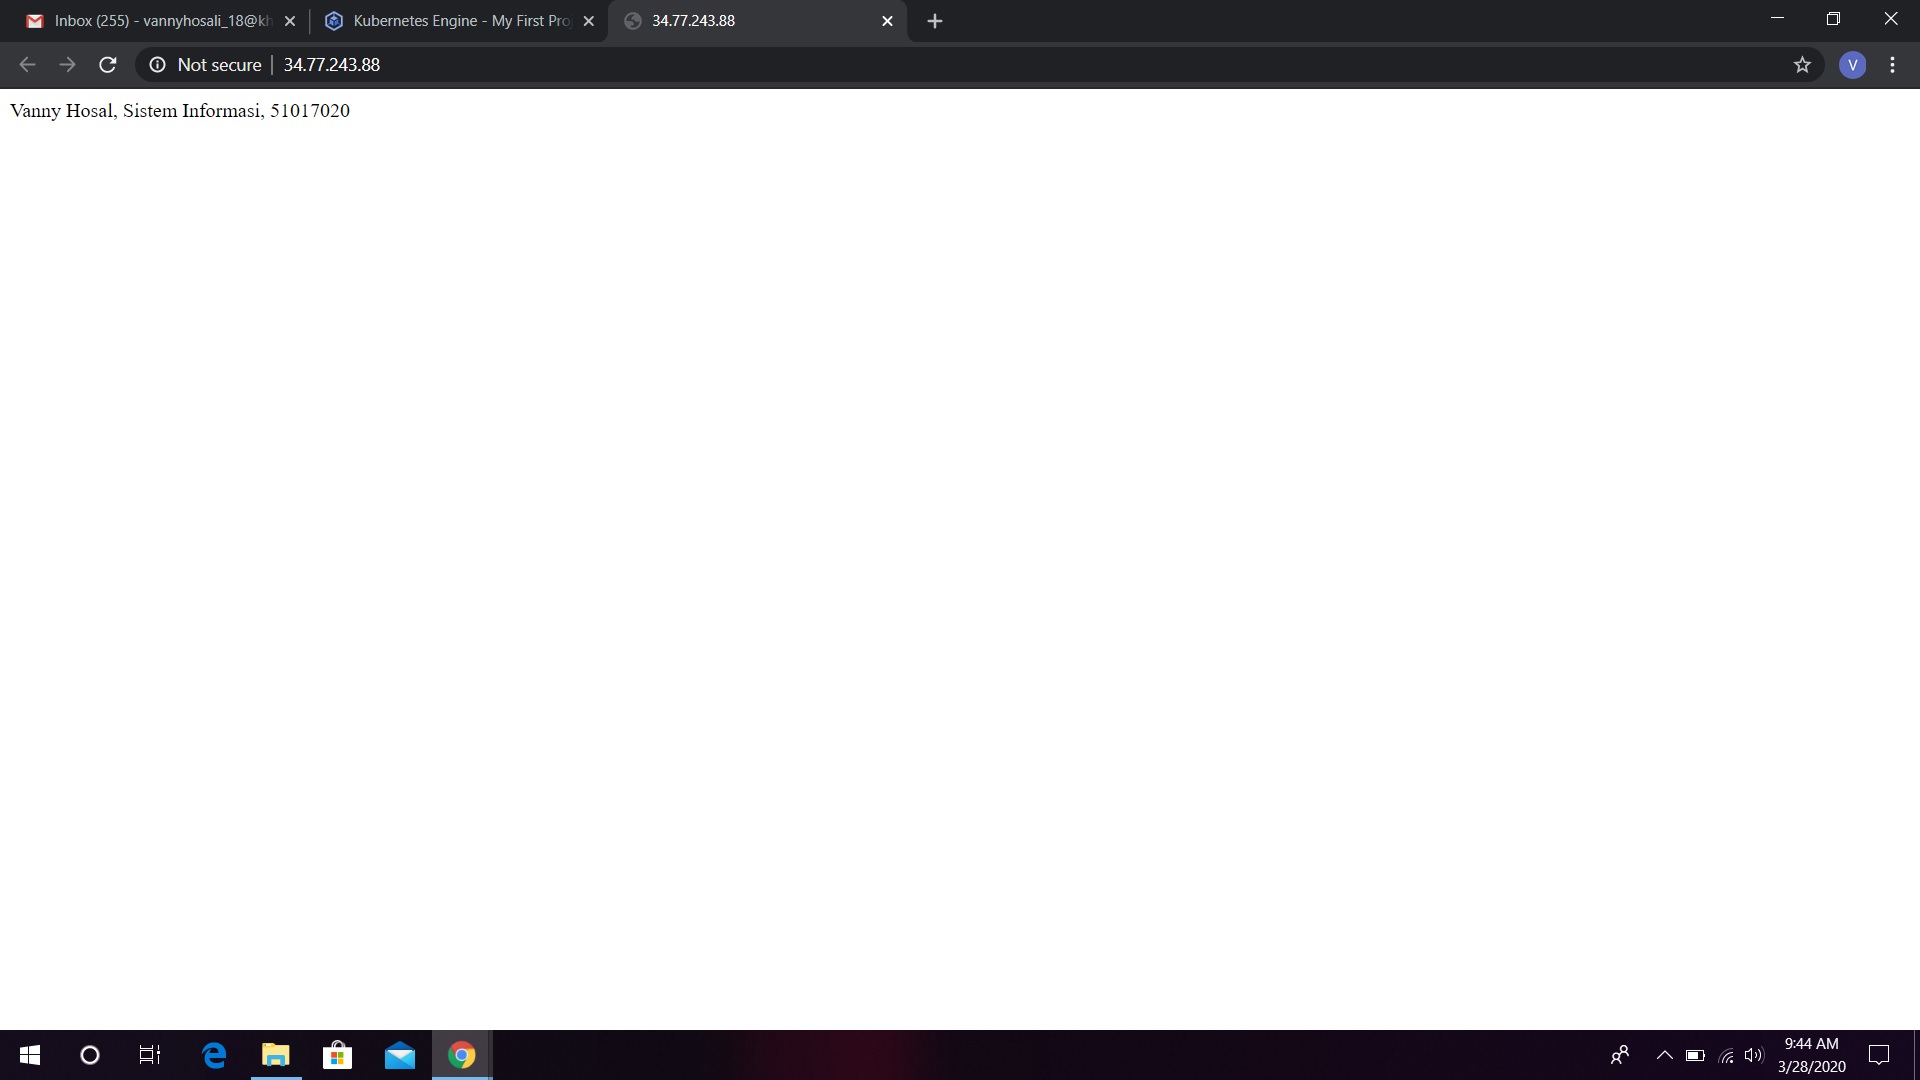 Inbox (255) - vannyhosali_18@kh
Kubernetes Engine - My First Pro
34.77.243.88
Not secure
34.77.243.88
V
Vanny Hosal, Sistem Informasi, 51017020
9:44 AM
3/28/2020